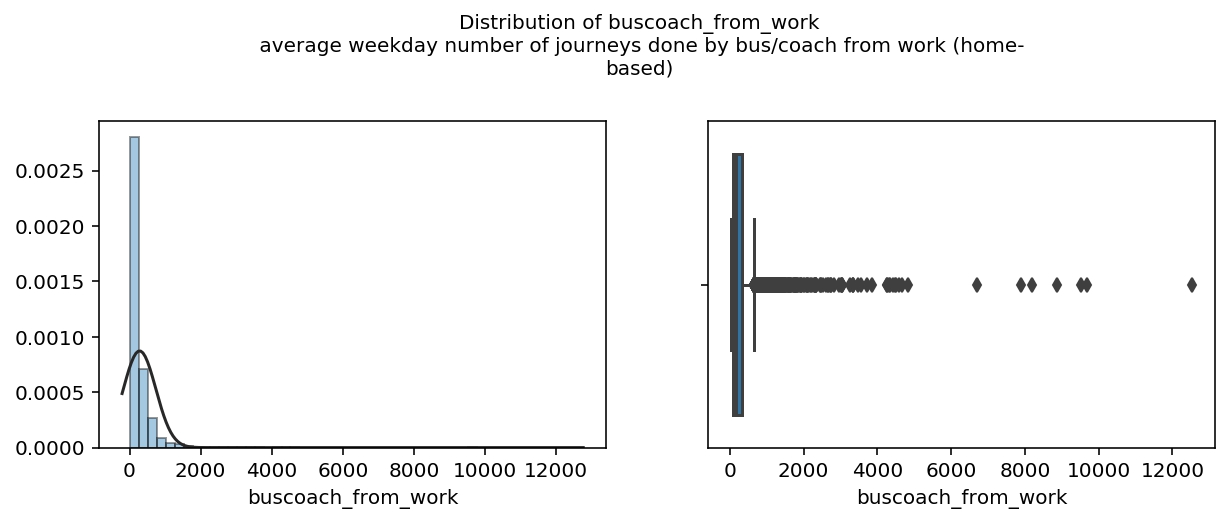 Distribution of buscoach_from_work
average weekday number of journeys done by bus/coach from work (home-
based)
0.0025
0.0020
0.0015
0.0010
0.0005
0.0000
0 2000 4000 6000 8000 10000 12000
buscoach_from_work
0 2000 4000 6000 8000 10000 12000
buscoach_from_work